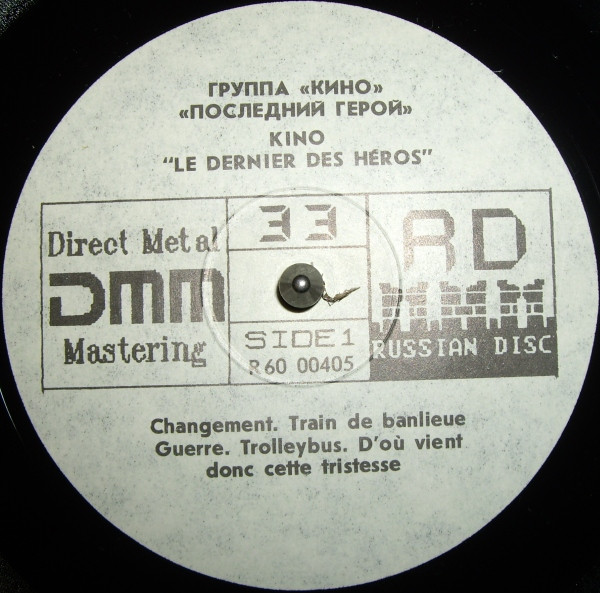 ГРУППА «КИНО»
«ПОСЛЕДНИЙ ГЕРОЙ»
KINO
"LE DERNIER DES HÉROS"
Direct Metal
DMM
Mastering
33
SIDE 1
R 60 00405
RD
RUSSIAN DISC
Changement. Train de banlieue
Guerre. Trolleybus. D'où vient
donc cette tristesse